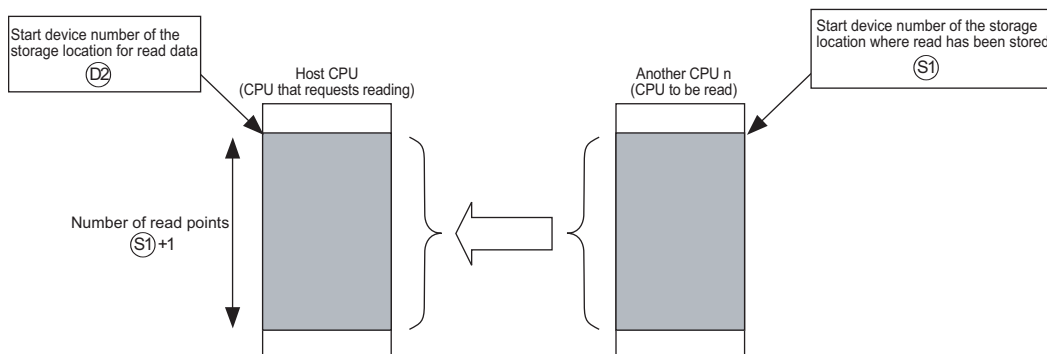 Start device number of the
storage location for read data
D2
Host CPU
(CPU that requests reading)
Another CPU n
(CPU to be read)
Start device number of the storage
location where read has been stored
S1
Number of read points
S1+1